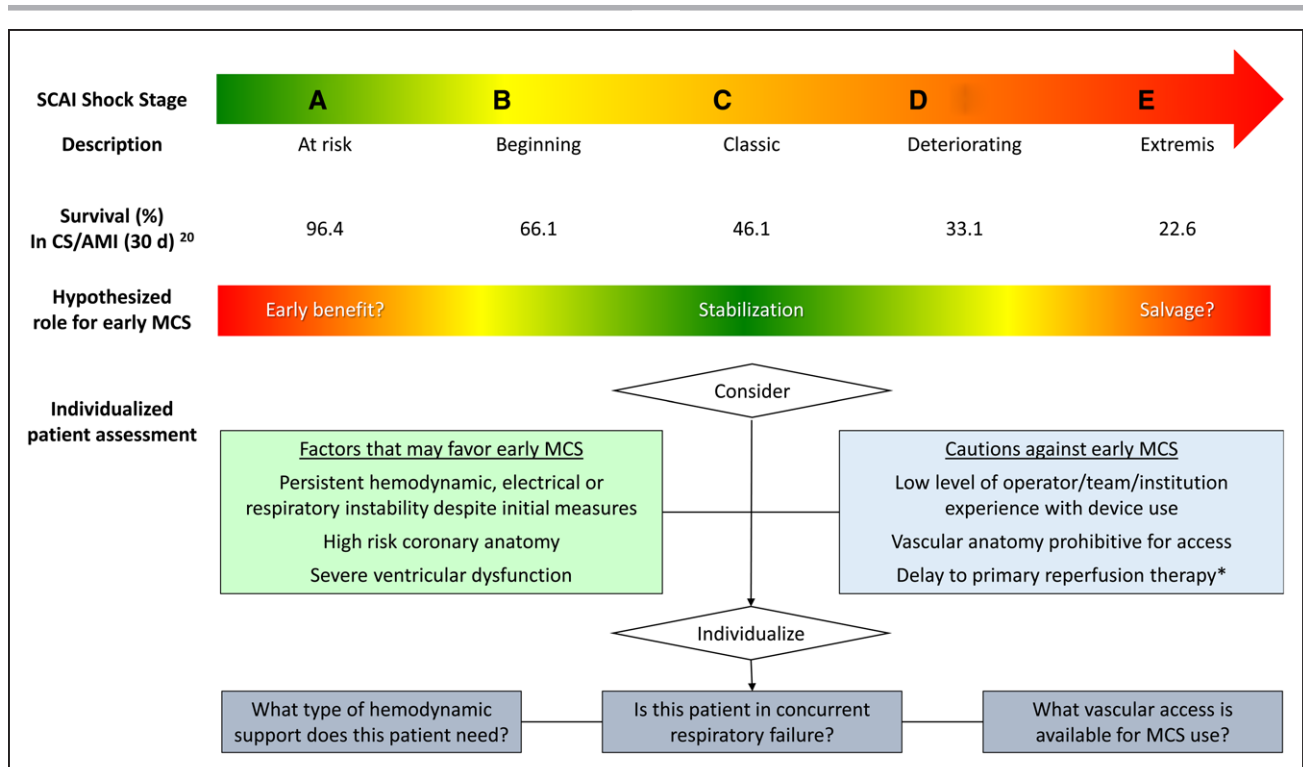 SCAI Shock Stage
A B C D E
Description
At risk Beginning Classic Deteriorating Extremis
Survival (%)
In CS/AMI (30 d) 20
96.4 66.1 46.1 33.1 22.6
Hypothesized
role for early MCS
Early benefit? Stabilization Salvage?
Individualized
patient assessment
Consider
Factors that may favor early MCS
Persistent hemodynamic, electrical or
respiratory instability despite initial measures
High risk coronary anatomy
Severe ventricular dysfunction
Cautions against early MCS
Low level of operator/team/institution
experience with device use
Vascular anatomy prohibitive for access
Delay to primary reperfusion therapy*
Individualize
What type of hemodynamic
support does this patient need?
Is this patient in concurrent
respiratory failure?
What vascular access is
available for MCS use?